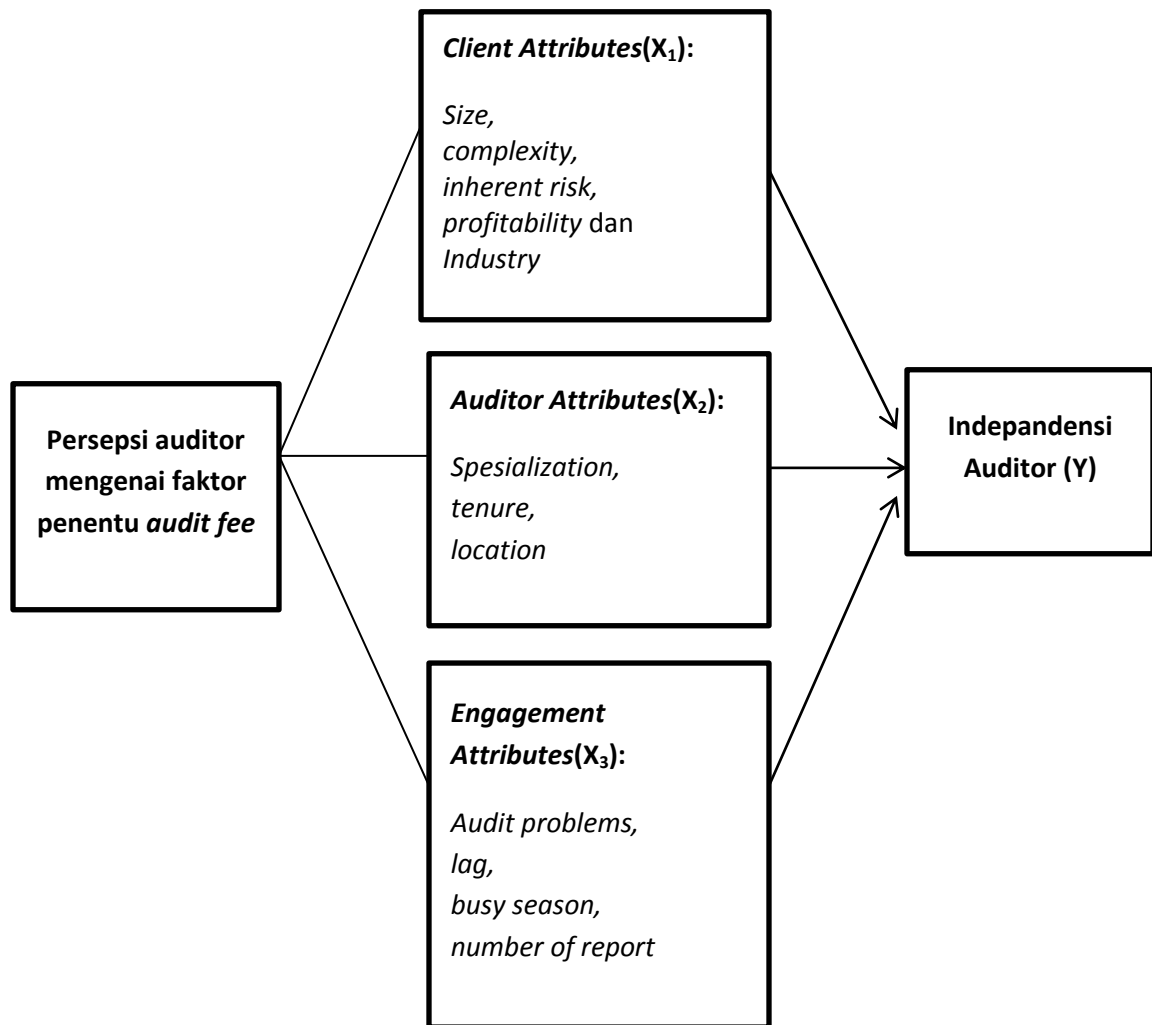 Client Attributes(X₁):
Size,
complexity,
inherent risk,
profitability dan
Industry
Persepsi auditor
mengenai faktor
penentu audit fee
Auditor Attributes(X₂):
Spesialization,
tenure,
location
Indepandensi
Auditor (Y)
Engagement
Attributes(X₃):
Audit problems,
lag,
busy season,
number of report